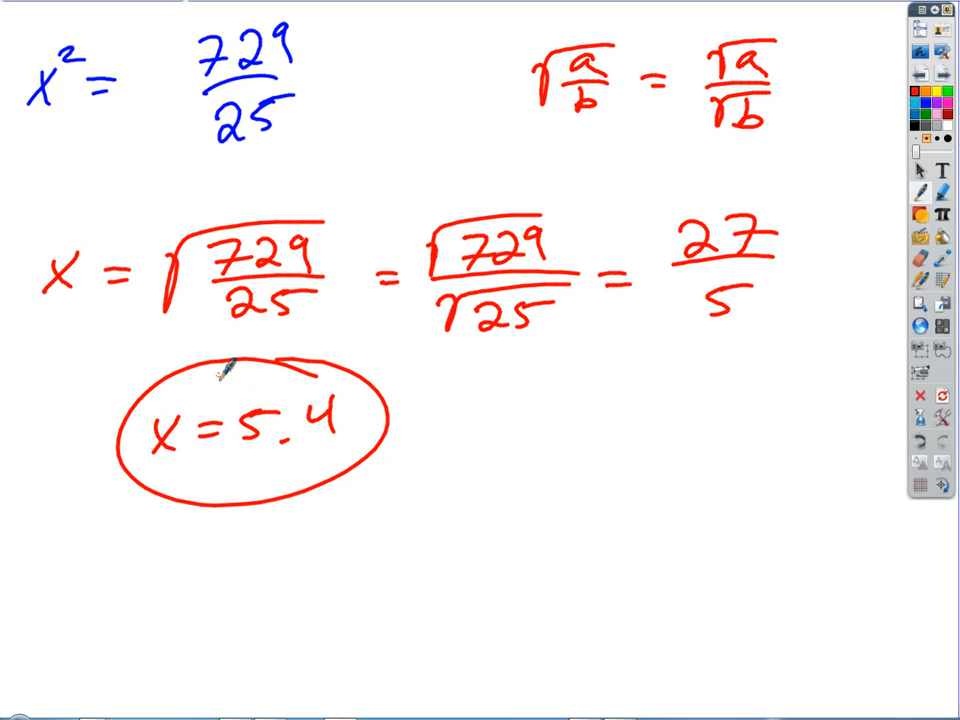 x² = 729/25
√(a/b) = √a/√b
x = √(729/25) = √729/√25 = 27/5
x = 5.4